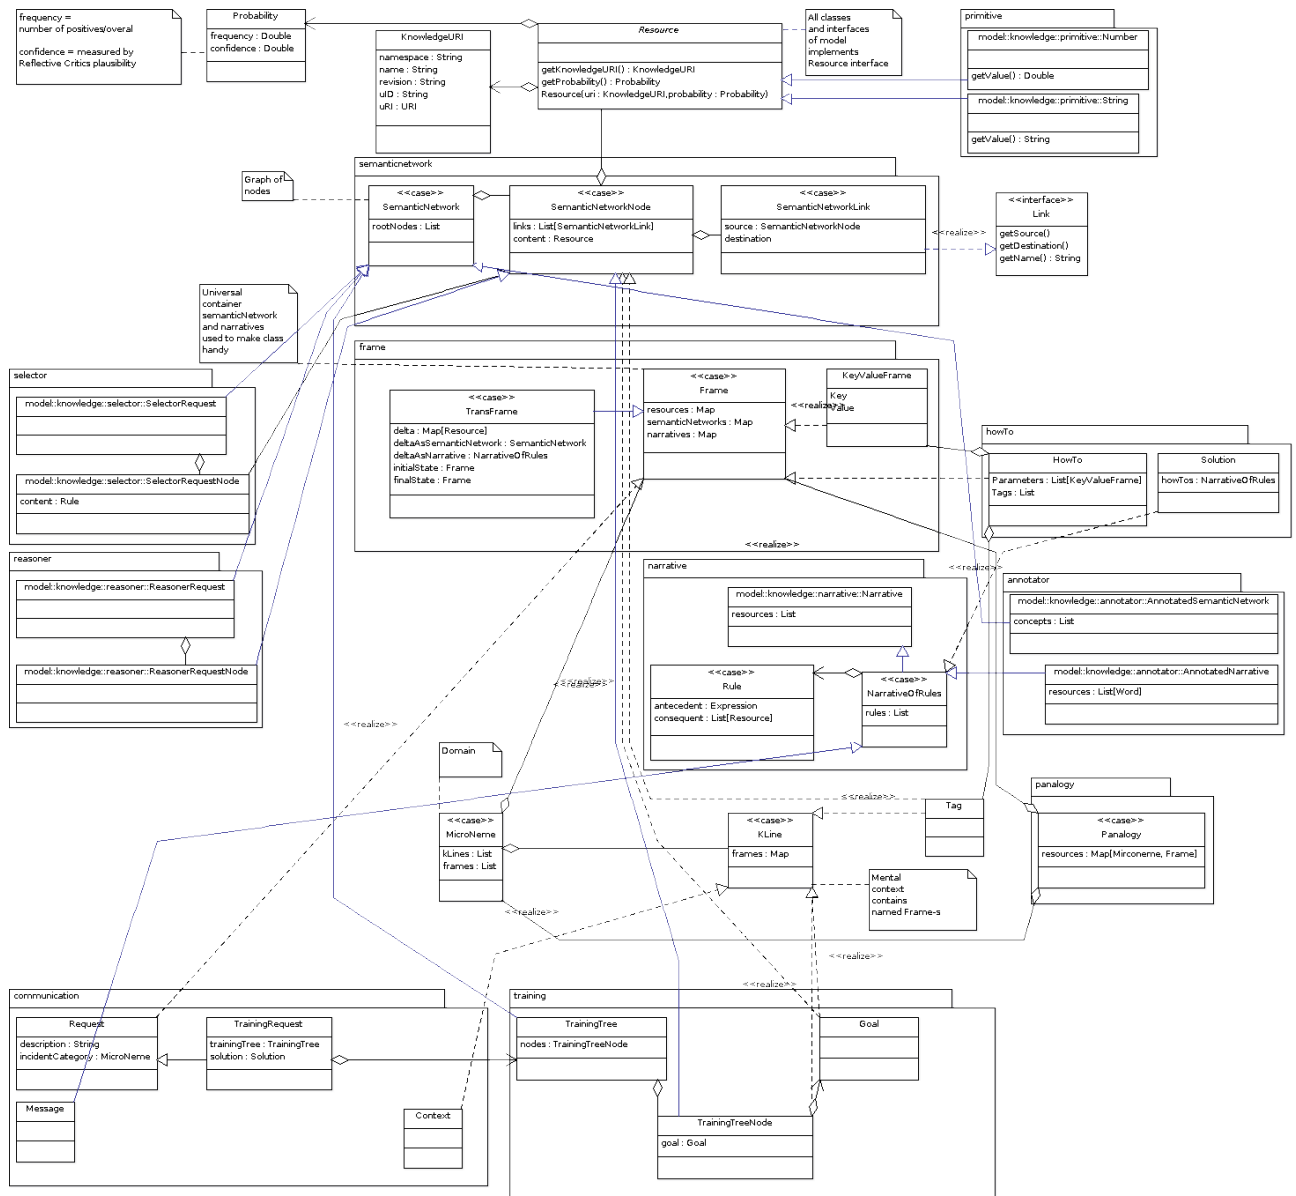 frequency =
number of positives/overal
confidence = measured by
Reflective Critics plausibility
Probability
frequency : Double
confidence : Double
KnowledgeURI
namespace : String
name : String
revision : String
uID : String
uRI : URI
Resource
getKnowledgeURI() : KnowledgeURI
getProbability() : Probability
Resource(uri : KnowledgeURI,probability : Probability)
All classes
and interfaces
of model
implements
Resource interface
primitive
model::knowledge::primitive::Number
getValue() : Double
model::knowledge::primitive::String
getValue() : String
semanticnetwork
Graph of
nodes
<<case>>
SemanticNetwork
rootNodes : List
<<case>>
SemanticNetworkNode
links : List[SemanticNetworkLink]
content : Resource
<<case>>
SemanticNetworkLink
source : SemanticNetworkNode
destination
<<realize>>
<<interface>>
Link
getSource()
getDestination()
getName() : String
Universal
container
semanticNetwork
and narratives
used to make class
handy
frame
<<case>>
TransFrame
delta : Map[Resource]
deltaAsSemanticNetwork : SemanticNetwork
deltaAsNarrative : NarrativeOfRules
initialState : Frame
finalState : Frame
<<case>>
Frame
resources : Map
semanticNetworks : Map
narratives : Map
<<realize>>
KeyValueFrame
Key
Value
<<realize>>
selector
model::knowledge::selector::SelectorRequest
model::knowledge::selector::SelectorRequestNode
content : Rule
reasoner
model::knowledge::reasoner::ReasonerRequest
model::knowledge::reasoner::ReasonerRequestNode
howTo
HowTo
Parameters : List[KeyValueFrame]
Tags : List
Solution
howTos : NarrativeOfRules
<<realize>>
narrative
model::knowledge::narrative::Narrative
resources : List
<<case>>
Rule
antecedent : Expression
consequent : List[Resource]
<<case>>
NarrativeOfRules
rules : List
annotator
model::knowledge::annotator::AnnotatedSemanticNetwork
concepts : List
model::knowledge::annotator::AnnotatedNarrative
resources : List[Word]
<<realize>>
<<realize>>
<<realize>>
Domain
<<case>>
MicroNeme
kLines : List
frames : List
<<case>>
KLine
frames : Map
<<realize>>
Tag
panalogy
<<case>>
Panalogy
resources : Map[Mirconeme, Frame]
Mental
context
contains
named Frame-s
<<realize>>
<<realize>>
<<realize>>
communication
Request
description : String
incidentCategory : MicroNeme
TrainingRequest
trainingTree : TrainingTree
solution : Solution
Message
Context
training
TrainingTree
nodes : TrainingTreeNode
Goal
TrainingTreeNode
goal : Goal